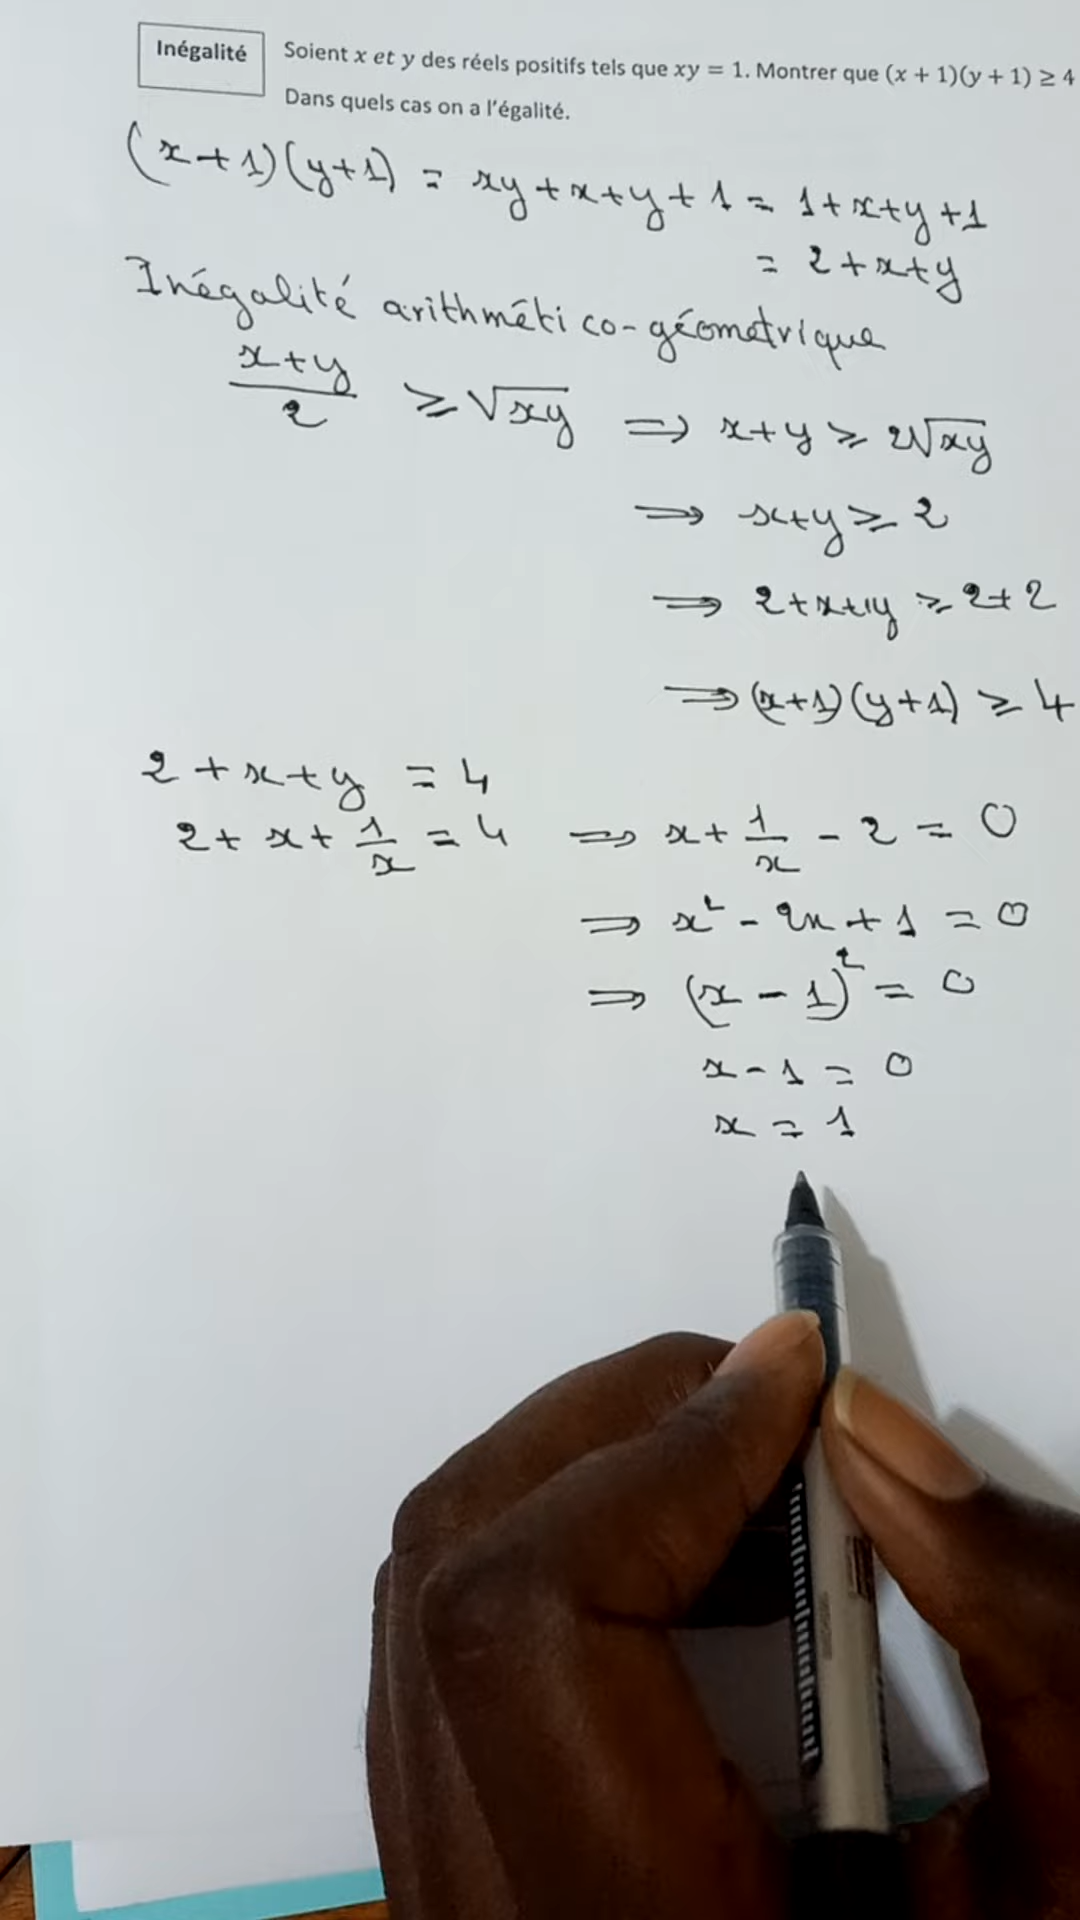 Inégalité
Soient x et y des réels positifs tels que xy = 1. Montrer que (x + 1)(y + 1) ≥ 4
Dans quels cas on a l'égalité.
(x+1)(y+1) = xy+x+y+1 = 1+x+y+1
= 2+x+y
Inégalité arithmético-géometrique
(x+y)/2 ≥ √xy ⟹ x+y ≥ 2√xy
⟹ x+y ≥ 2
⟹ 2+x+y ≥ 2+2
⟹ (x+1)(y+1) ≥ 4
2+x+y = 4
2+x+1/x = 4 ⟹ x+1/x - 2 = 0
⟹ x² - 2x + 1 = 0
⟹ (x - 1)² = 0
x - 1 = 0
x = 1